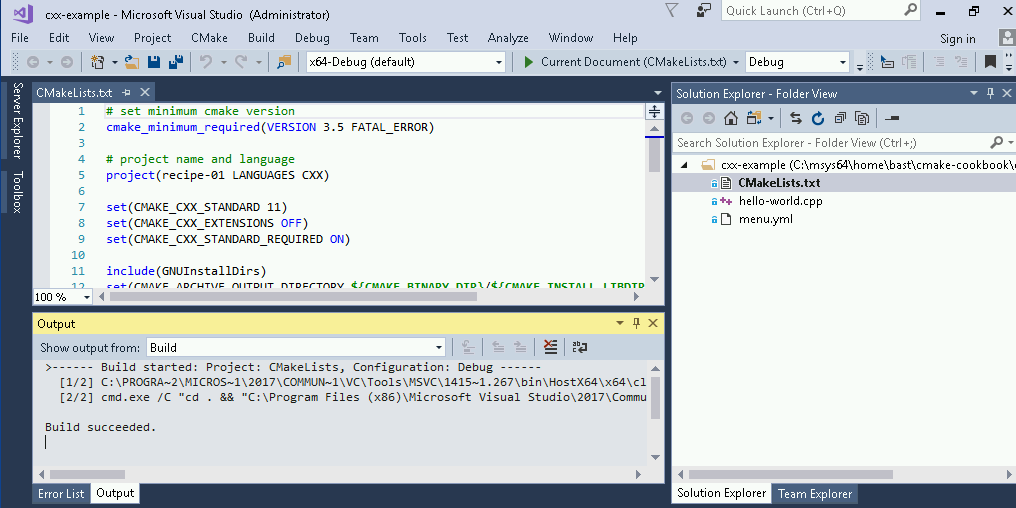 cxx-example - Microsoft Visual Studio (Administrator)
Quick Launch (Ctrl+Q)
File Edit View Project CMake Build Debug Team Tools Test Analyze Window Help
Sign in
x64-Debug (default)
Current Document (CMakeLists.txt)
Debug
Server Explorer
Toolbox
CMakeLists.txt
1 # set minimum cmake version
2 cmake_minimum_required(VERSION 3.5 FATAL_ERROR)
3
4 # project name and language
5 project(recipe-01 LANGUAGES CXX)
6
7 set(CMAKE_CXX_STANDARD 11)
8 set(CMAKE_CXX_EXTENSIONS OFF)
9 set(CMAKE_CXX_STANDARD_REQUIRED ON)
10
11 include(GNUInstallDirs)
12 set(CMAKE_ARCHIVE_OUTPUT_DIRECTORY ${CMAKE_BINARY_DIR}/${CMAKE_INSTALL_LIBDIR
100 %
Output
Show output from: Build
>------ Build started: Project: CMakeLists, Configuration: Debug ------
[1/2] C:\PROGRA~2\MICROS~1\2017\COMMUN~1\VC\Tools\MSVC\1415~1.267\bin\HostX64\x64\cl
[2/2] cmd.exe /C "cd . && "C:\Program Files (x86)\Microsoft Visual Studio\2017\Commu
Build succeeded.
Error List Output
Solution Explorer - Folder View
Search Solution Explorer - Folder View (Ctrl+;)
cxx-example (C:\msys64\home\bast\cmake-cookbook\
CMakeLists.txt
hello-world.cpp
menu.yml
Solution Explorer Team Explorer